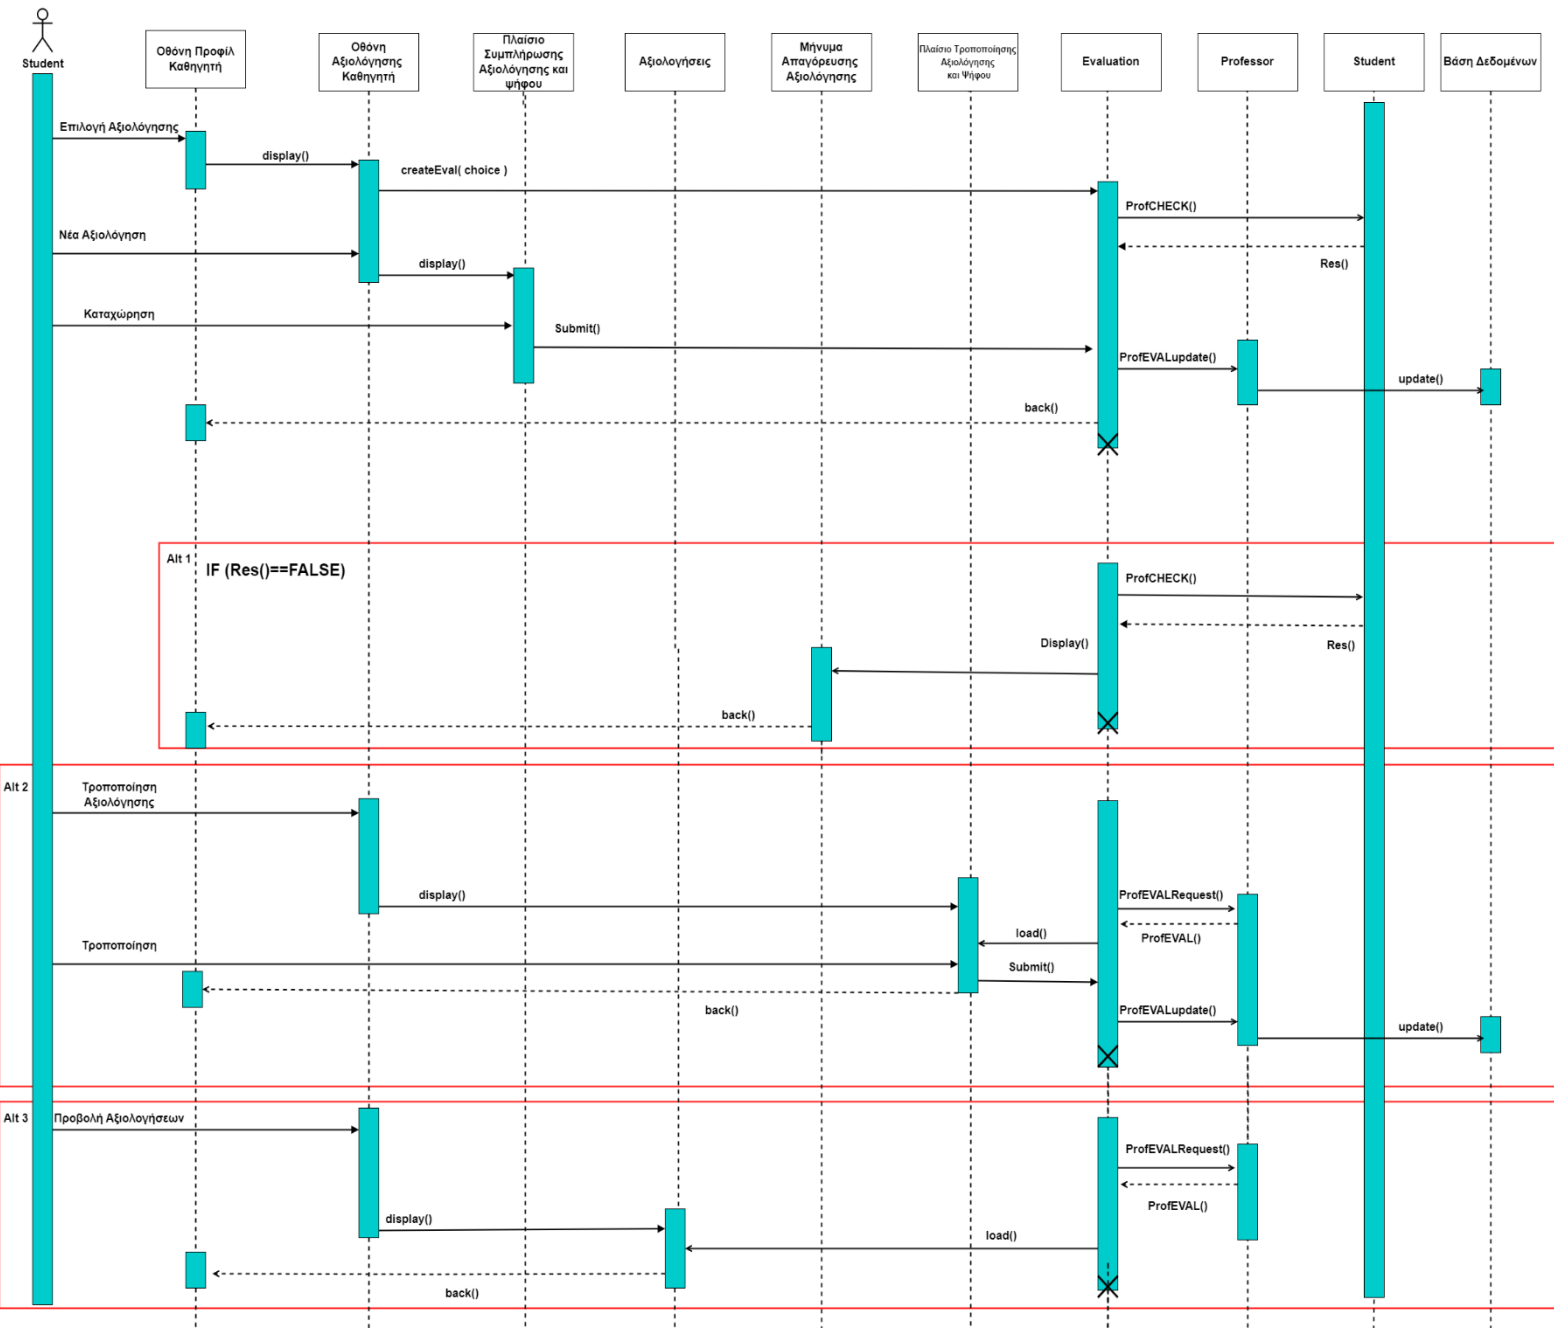 Student
Οθόνη Προφίλ
Καθηγητή
Οθόνη
Αξιολόγησης
Καθηγητή
Πλαίσιο
Συμπλήρωσης
Αξιολόγησης και
ψήφου
Αξιολογήσεις
Μήνυμα
Απαγόρευσης
Αξιολόγησης
Πλαίσιο Τροποποίησης
Αξιολόγησης
και Ψήφου
Evaluation
Professor
Student
Βάση Δεδομένων
Επιλογή Αξιολόγησης
display()
createEval( choice )
ProfCHECK()
Νέα Αξιολόγηση
display()
Res()
Καταχώρηση
Submit()
ProfEVALupdate()
update()
back()
Alt 1
IF (Res()==FALSE)
ProfCHECK()
Display()
Res()
back()
Alt 2
Τροποποίηση
Αξιολόγησης
display()
ProfEVALRequest()
load()
ProfEVAL()
Τροποποίηση
Submit()
back()
ProfEVALupdate()
update()
Alt 3
Προβολή Αξιολογήσεων
ProfEVALRequest()
ProfEVAL()
display()
load()
back()